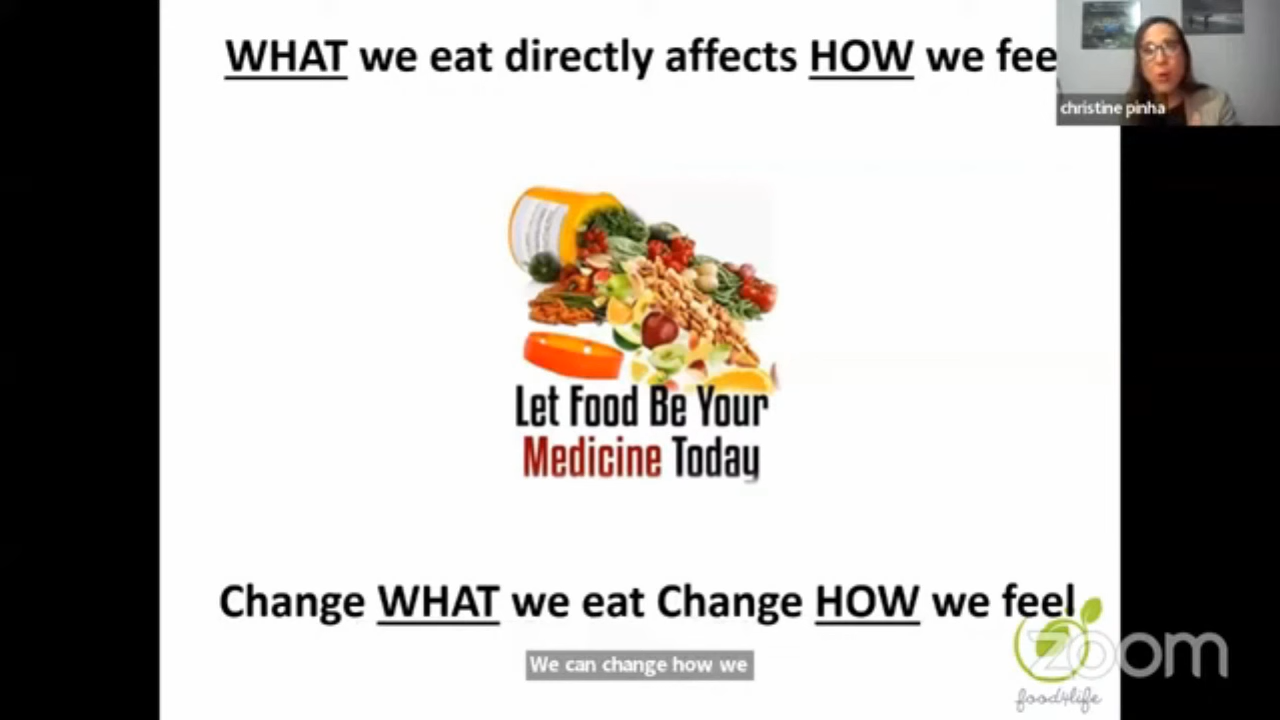 WHAT we eat directly affects HOW we fee
christine pinha
Let Food Be Your
Medicine Today
Change WHAT we eat Change HOW we feel
We can change how we
zoom
food4life